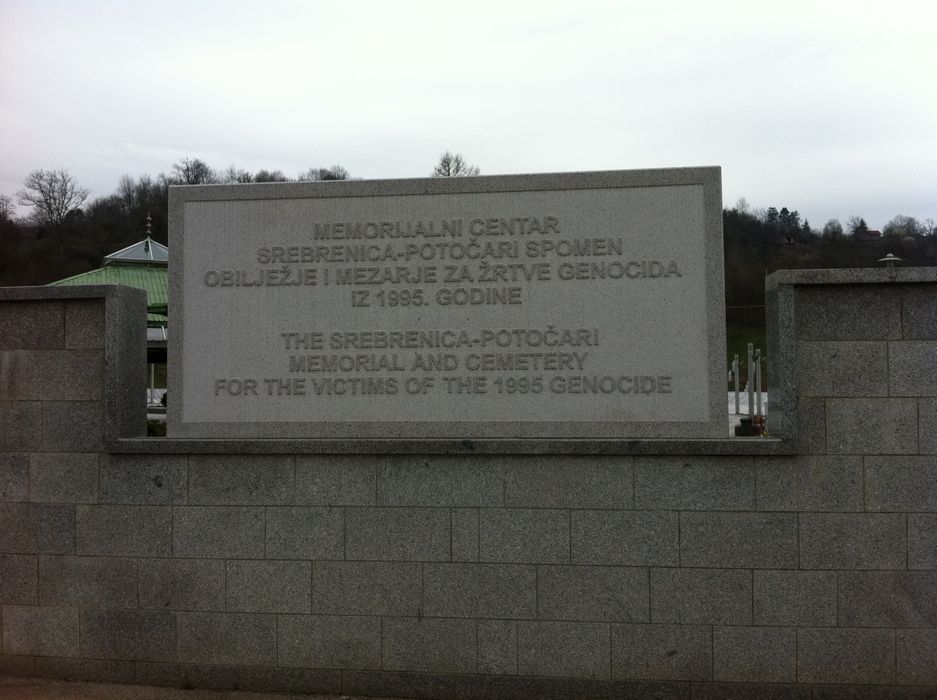 MEMORIJALNI CENTAR
SREBRENICA-POTOČARI SPOMEN
OBILJEŽJE I MEZARJE ZA ŽRTVE GENOCIDA
IZ 1995. GODINE
THE SREBRENICA-POTOČARI
MEMORIAL AND CEMETERY
FOR THE VICTIMS OF THE 1995 GENOCIDE